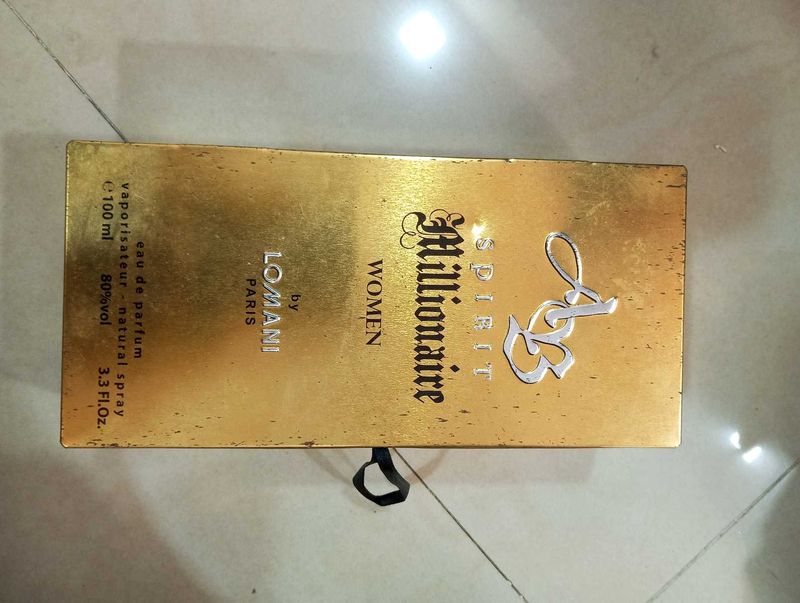 AB
SPIRIT
Millionaire
WOMEN
by
LOMANI
PARIS
eau de parfum
vaporisateur - natural spray
℮100 ml 80%vol 3.3 Fl.Oz.